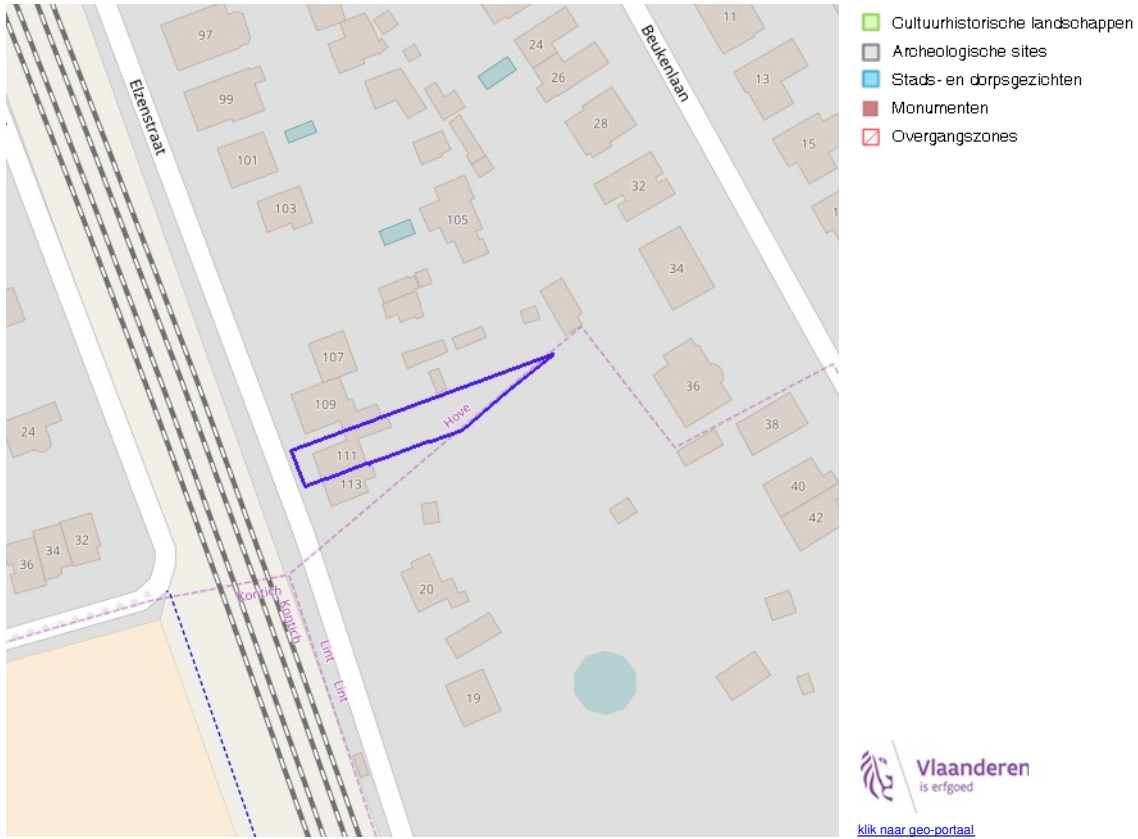 97
99
101
103
105
107
109
111
113
Elzenstraat
Beukenlaan
24
26
28
32
34
36
38
40
42
11
13
15
24
36
34
32
20
19
Hove
Kontich
Kontich
Lint
Lint
Cultuurhistorische landschappen
Archeologische sites
Stads- en dorpsgezichten
Monumenten
Overgangszones
Vlaanderen
is erfgoed
klik naar geo-portaal